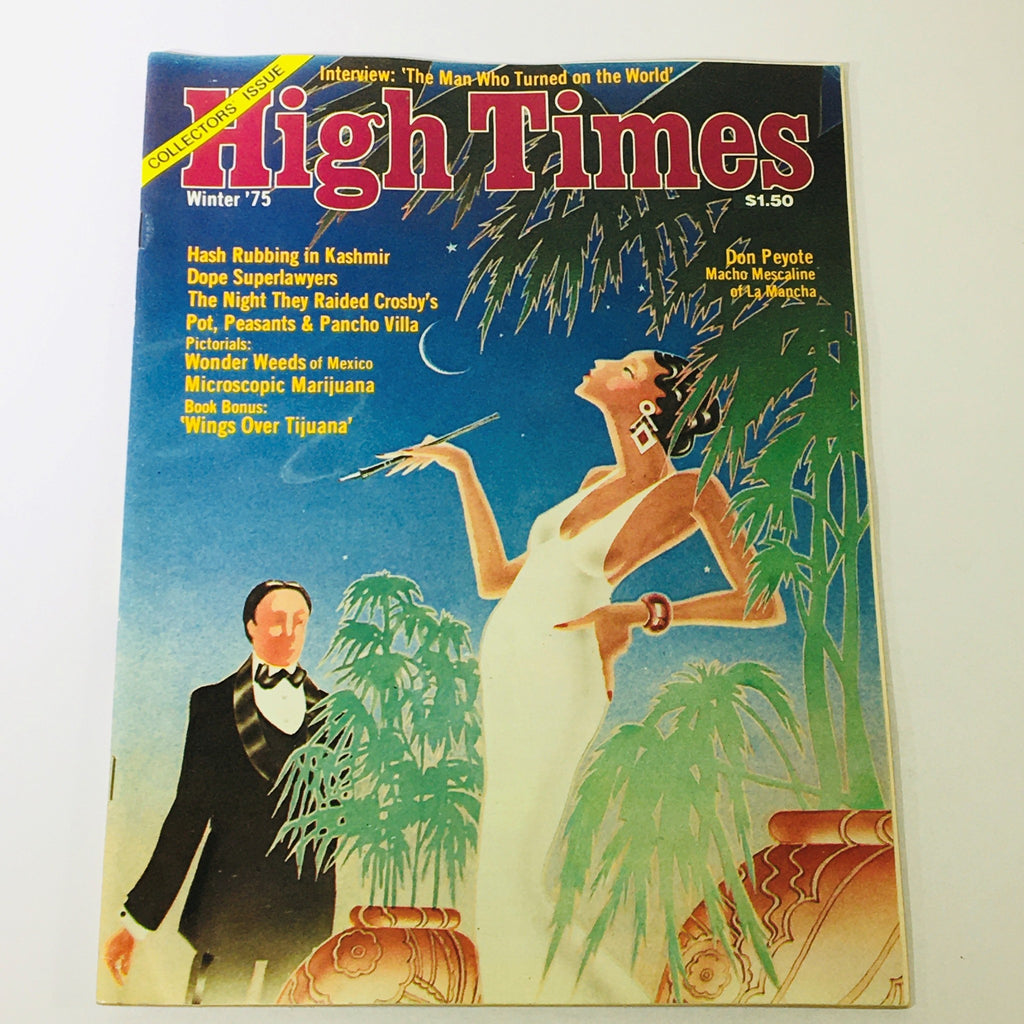 COLLECTORS' ISSUE
Interview: 'The Man Who Turned on the World'
High Times
Winter '75
$1.50
Hash Rubbing in Kashmir
Dope Superlawyers
The Night They Raided Crosby's
Pot, Peasants & Pancho Villa
Pictorials:
Wonder Weeds of Mexico
Microscopic Marijuana
Book Bonus:
'Wings Over Tijuana'
Don Peyote
Macho Mescaline
of La Mancha